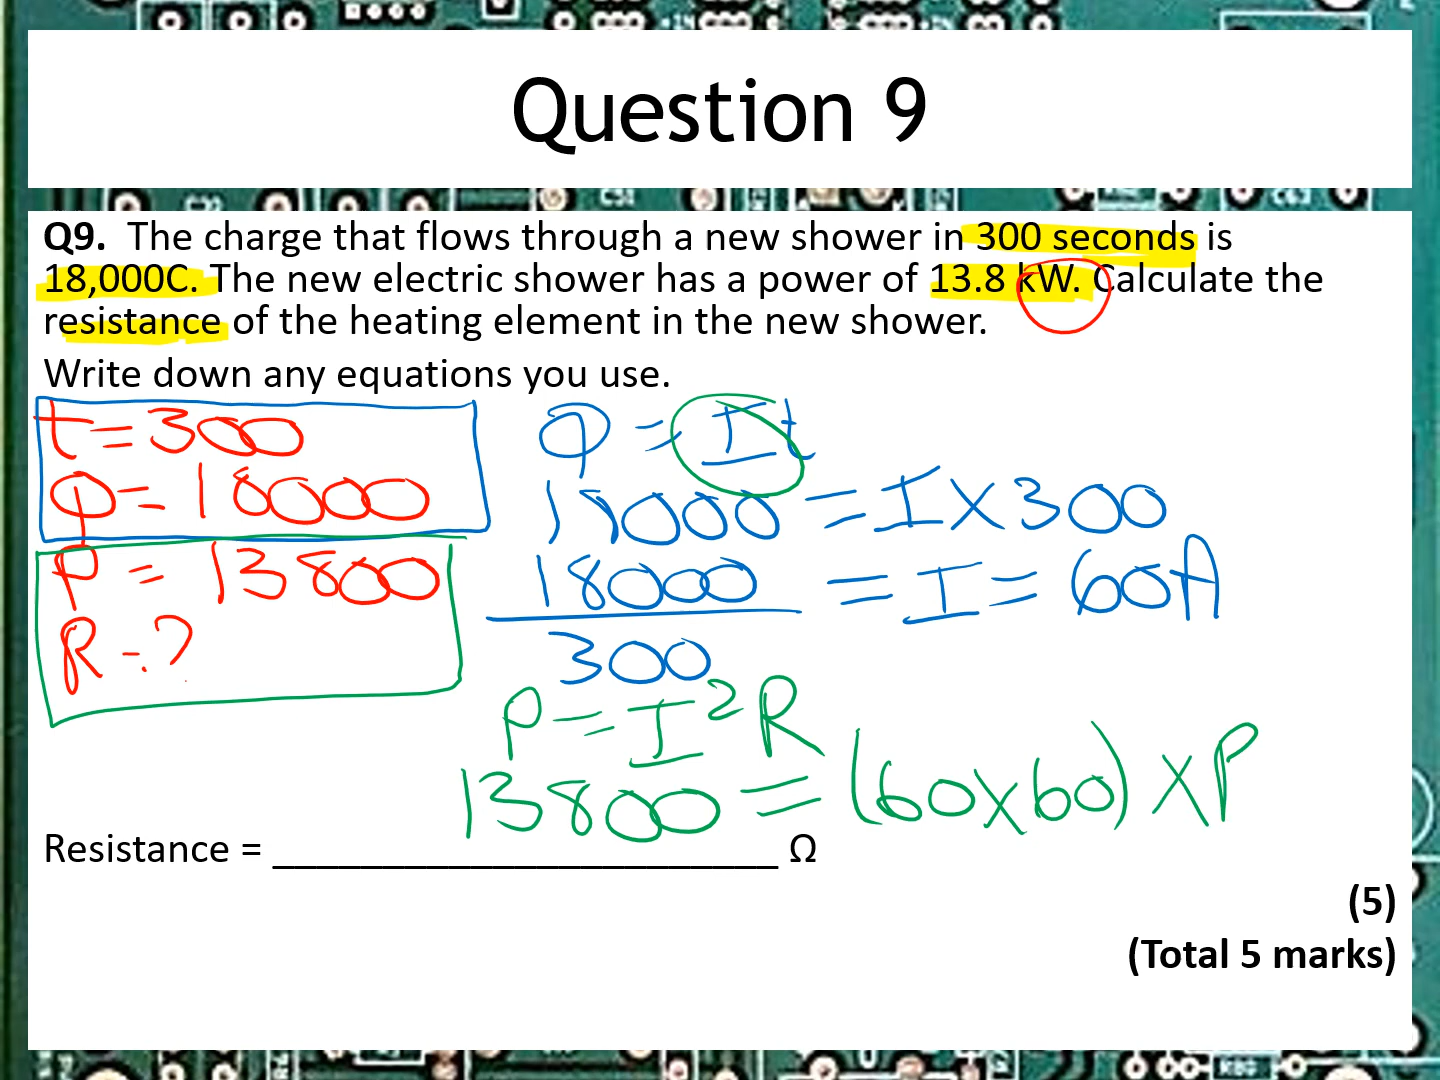 Question 9
Q9. The charge that flows through a new shower in 300 seconds is
18,000C. The new electric shower has a power of 13.8 kW. Calculate the
resistance of the heating element in the new shower.
Write down any equations you use.
t = 300
Q = 18000
P = 13800
R = ?
Q = It
18000 = I x 300
18000 = I = 60A
300
P = I²R
13800 = (60x60) x P
Resistance = ________________________ Ω
(5)
(Total 5 marks)